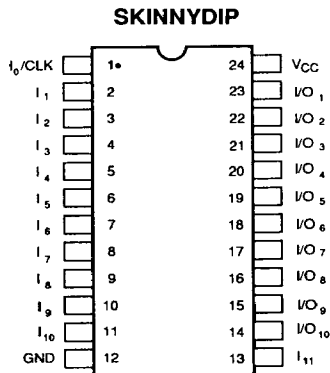 SKINNYDIP
I₀/CLK 1• 24 VCC
I₁ 2 23 I/O₁
I₂ 3 22 I/O₂
I₃ 4 21 I/O₃
I₄ 5 20 I/O₄
I₅ 6 19 I/O₅
I₆ 7 18 I/O₆
I₇ 8 17 I/O₇
I₈ 9 16 I/O₈
I₉ 10 15 I/O₉
I₁₀ 11 14 I/O₁₀
GND 12 13 I₁₁